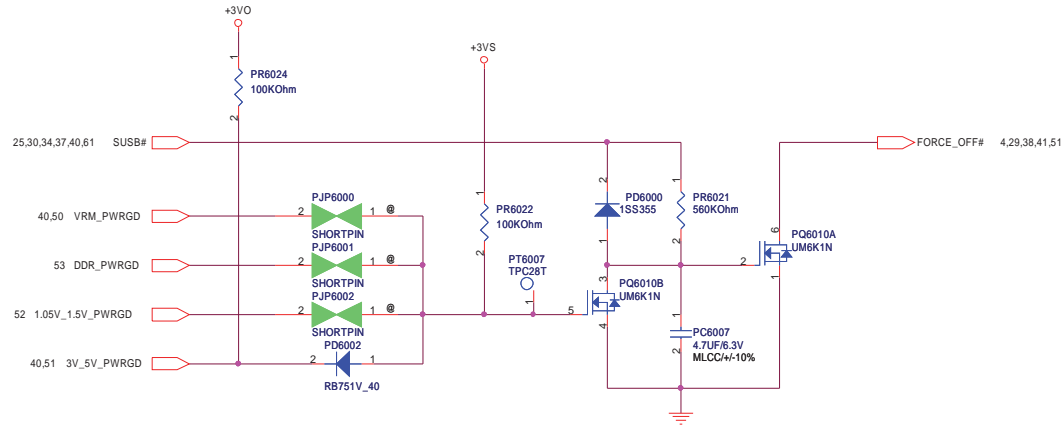 +3VO
+3VS
1
PR6024
100KOhm
2
25,30,34,37,40,61 SUSB#
FORCE_OFF# 4,29,38,41,51
2
PD6000
1SS355
1
1
PR6021
560KOhm
2
PJP6000
40,50 VRM_PWRGD
2
1
@
SHORTPIN
1
PR6022
100KOhm
2
6
PQ6010A
UM6K1N
2
1
PJP6001
53 DDR_PWRGD
2
1
SHORTPIN
PT6007
TPC28T
1
3
PQ6010B
UM6K1N
5
4
PJP6002
52 1.05V_1.5V_PWRGD
2
1
@
SHORTPIN
1
PC6007
4.7UF/6.3V
MLCC/+/-10%
2
PD6002
40,51 3V_5V_PWRGD
2
1
RB751V_40